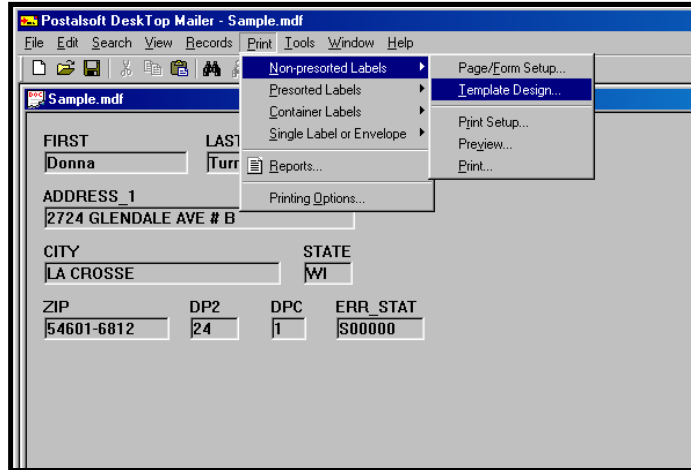 Postalsoft DeskTop Mailer - Sample.mdf
File Edit Search View Records Print Tools Window Help
Non-presorted Labels
Presorted Labels
Container Labels
Single Label or Envelope
Reports...
Printing Options...
Page/Form Setup...
Template Design...
Print Setup...
Preview...
Print...
Sample.mdf
FIRST LAST
Donna Turr
ADDRESS_1
2724 GLENDALE AVE # B
CITY STATE
LA CROSSE WI
ZIP DP2 DPC ERR_STAT
54601-6812 24 1 S00000